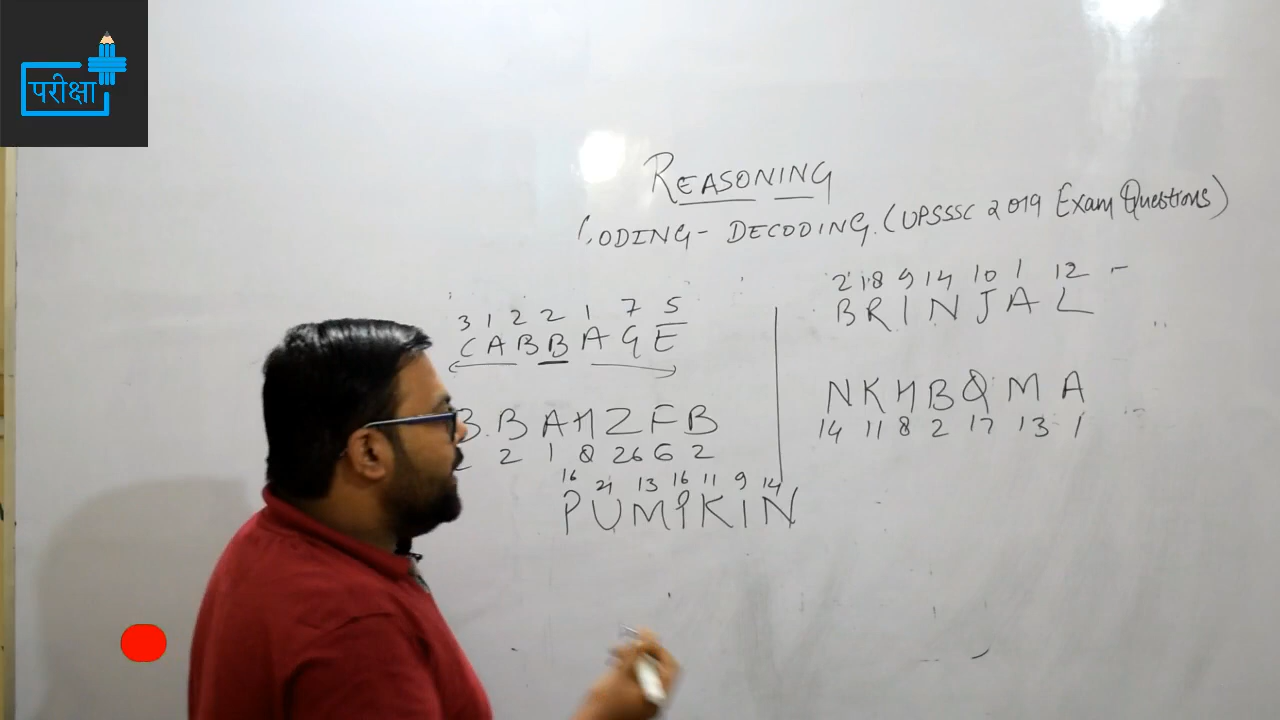 परीक्षा
REASONING
CODING - DECODING. (UPSSSC 2019 Exam Questions)
3 1 2 2 1 7 5
CABBAGE
B B A H Z F B
2 1 8 26 6 2
16 21 13 16 11 9 14
PUMPKIN
2 18 9 14 10 1 12 -
BRINJAL
N K H B Q M A
14 11 8 2 17 13 1